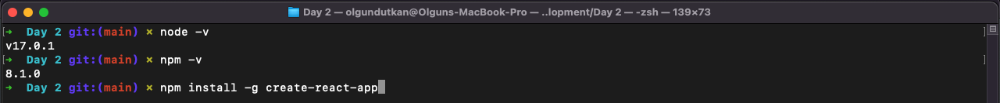 Day 2 — olgundutkan@Olguns-MacBook-Pro — ..lopment/Day 2 — -zsh — 139×73
[➜  Day 2 git:(main) × node -v ]
v17.0.1
[➜  Day 2 git:(main) × npm -v ]
8.1.0
➜  Day 2 git:(main) × npm install -g create-react-app